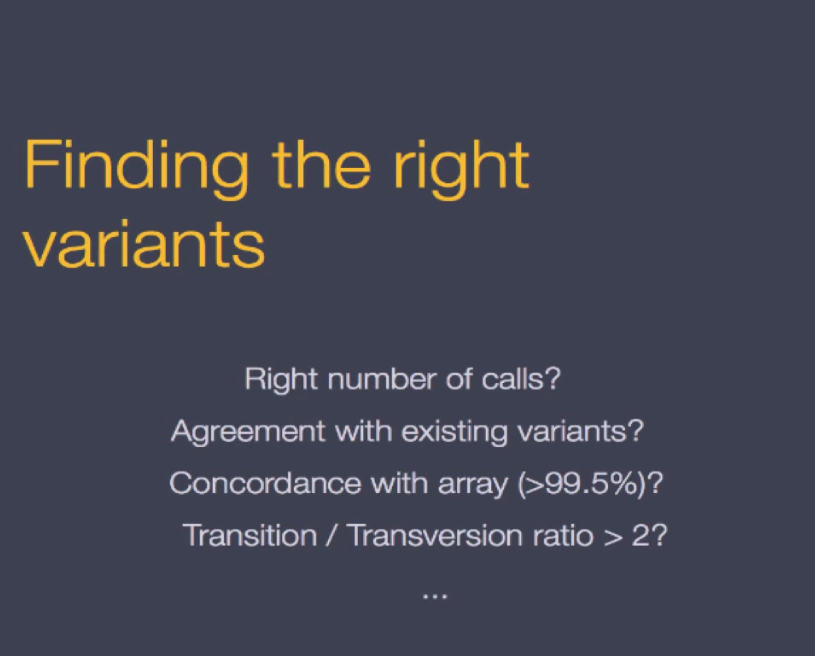 Finding the right
variants
Right number of calls?
Agreement with existing variants?
Concordance with array (>99.5%)?
Transition / Transversion ratio > 2?
...